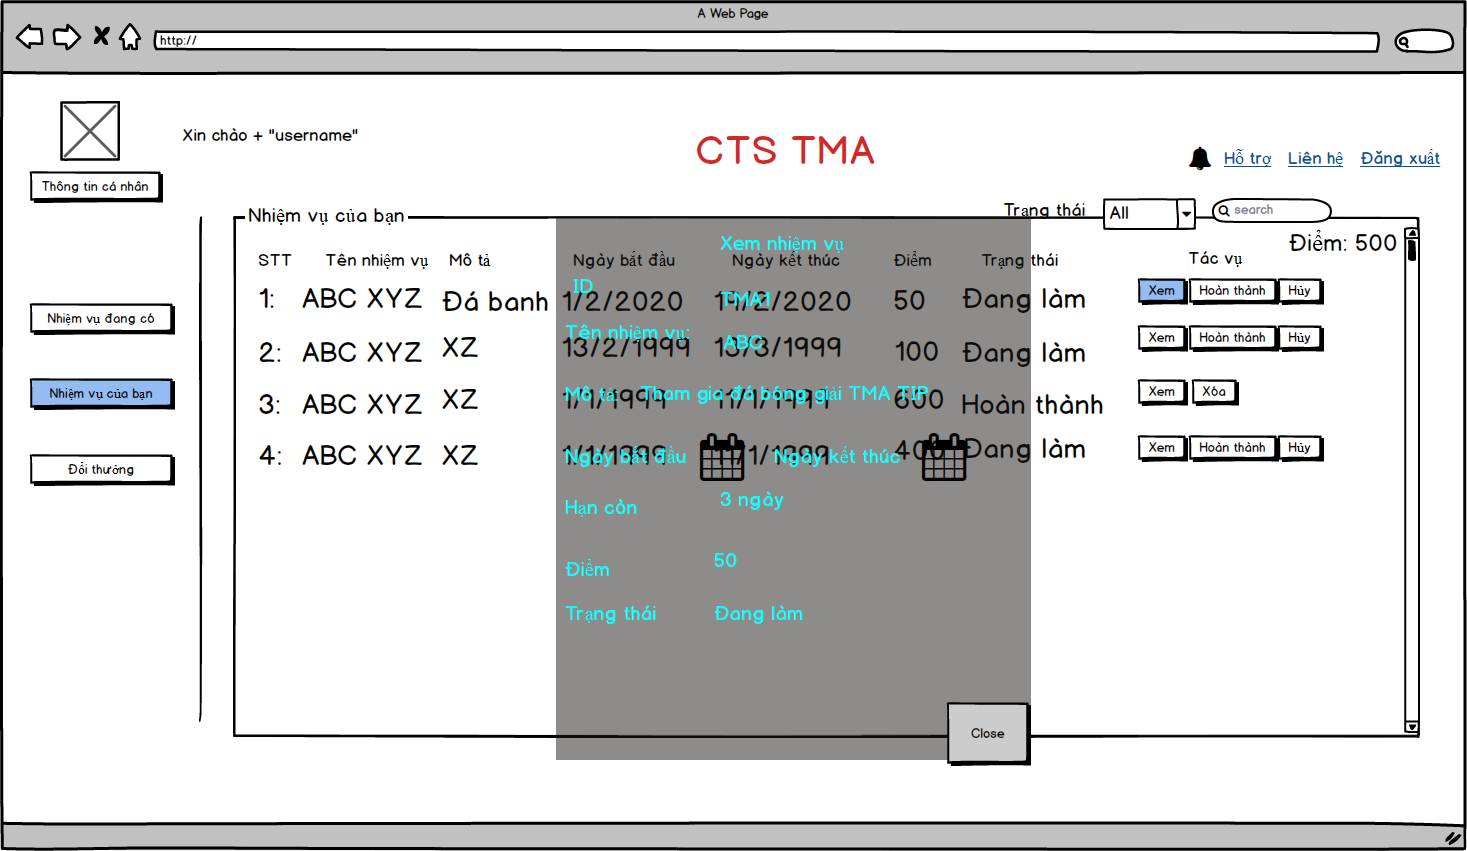 A Web Page
http://
Xin chào + "username"
CTS TMA
Hỗ trợ Liên hệ Đăng xuất
Thông tin cá nhân
Nhiệm vụ của bạn
Trạng thái All search
Điểm: 500
Xem nhiệm vụ
STT Tên nhiệm vụ Mô tả Ngày bắt đầu Ngày kết thúc Điểm Trạng thái Tác vụ
ID TMA1
1: ABC XYZ Đá banh 1/2/2020 19/2/2020 50 Đang làm Xem Hoàn thành Hủy
Nhiệm vụ đang có
Tên nhiệm vụ: ABC
2: ABC XYZ XZ 13/2/1999 13/3/1999 100 Đang làm Xem Hoàn thành Hủy
Nhiệm vụ của bạn
Mô tả Tham gia đá bóng giải TMA TIP
3: ABC XYZ XZ 1/1/1999 11/1/1999 600 Hoàn thành Xem Xóa
4: ABC XYZ XZ 1/1/1999 11/1/1999 400 Đang làm Xem Hoàn thành Hủy
Ngày bắt đầu Ngày kết thúc
Đổi thưởng
Hạn còn 3 ngày
Điểm 50
Trạng thái Đang làm
Close